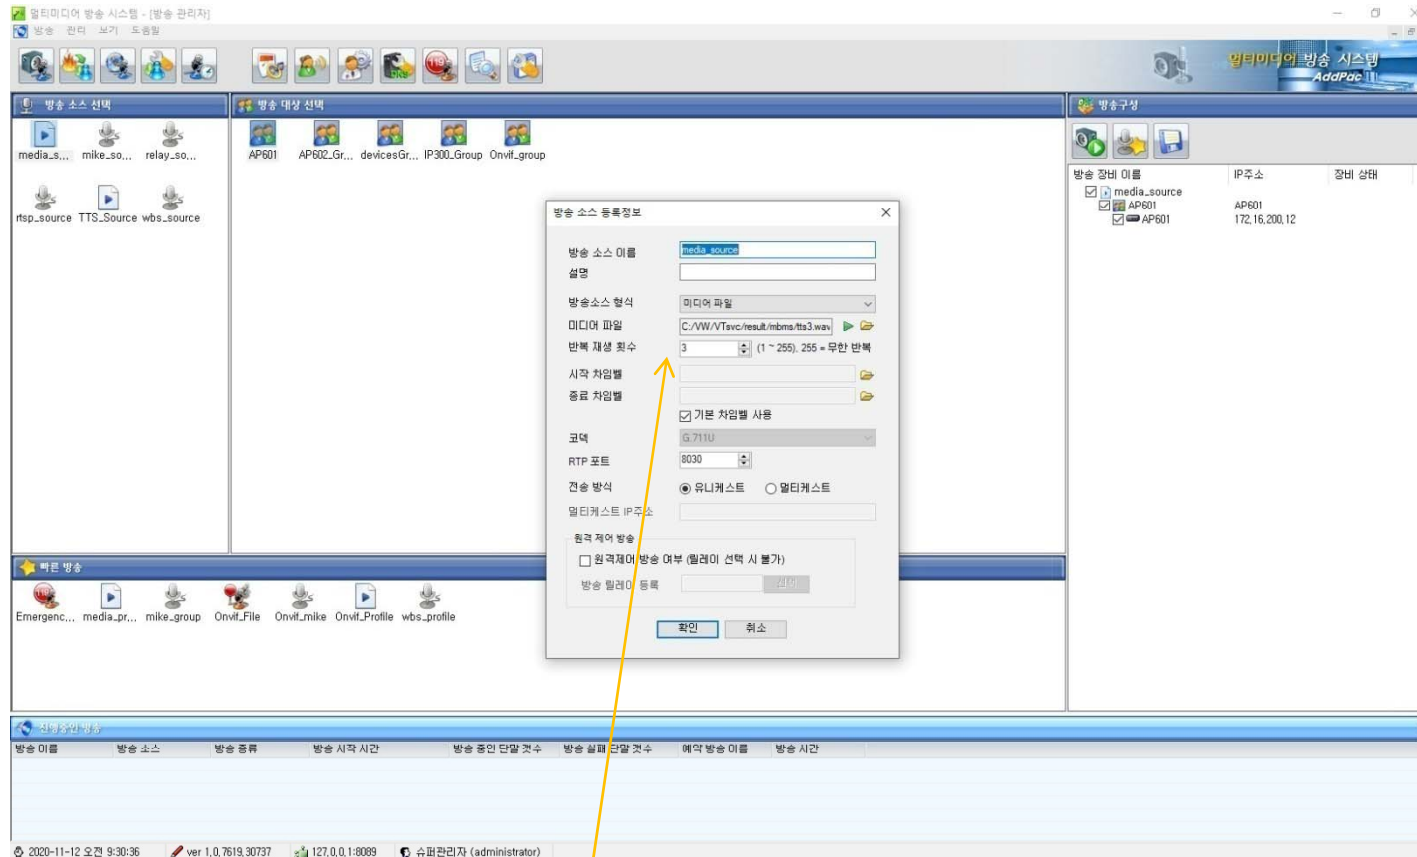 멀티미디어 방송 시스템 - [방송 관리자]
방송 관리 보기 도움말
멀티미디어 방송 시스템
AddPac
방송 소스 선택
방송 대상 선택
방송구성
media_s...
mike_so...
relay_so...
AP601
AP602_Gr...
devicesGr...
IP300_Group
Onvif_group
rtsp_source
TTS_Source
wbs_source
방송 장비 이름 IP주소 장비 상태
media_source
AP601 AP601
AP601 172.16.200.12
방송 소스 등록정보
방송 소스 이름 media_source
설명
방송소스 형식 미디어 파일
미디어 파일 C:/VW/VTsvc/result/mbms/tts3.wav
반복 재생 횟수 3 (1 ~ 255), 255 = 무한 반복
시작 차임벨
종료 차임벨
기본 차임벨 사용
코덱 G.711U
RTP 포트 8030
전송 방식 유니케스트 멀티케스트
멀티케스트 IP주소
원격 제어 방송
원격제어 방송 여부 (릴레이 선택 시 불가)
방송 릴레이 등록
확인 취소
빠른 방송
Emergenc...
media_pr...
mike_group
Onvif_File
Onvif_mike
Onvif_Profile
wbs_profile
진행중인 방송
방송 이름 방송 소스 방송 종류 방송 시작 시간 방송 중인 단말 갯수 방송 실패 단말 갯수 예약 방송 이름 방송 시간
2020-11-12 오전 9:30:36 ver 1.0.7619.30737 127.0.0.1:8089 슈퍼관리자 (administrator)